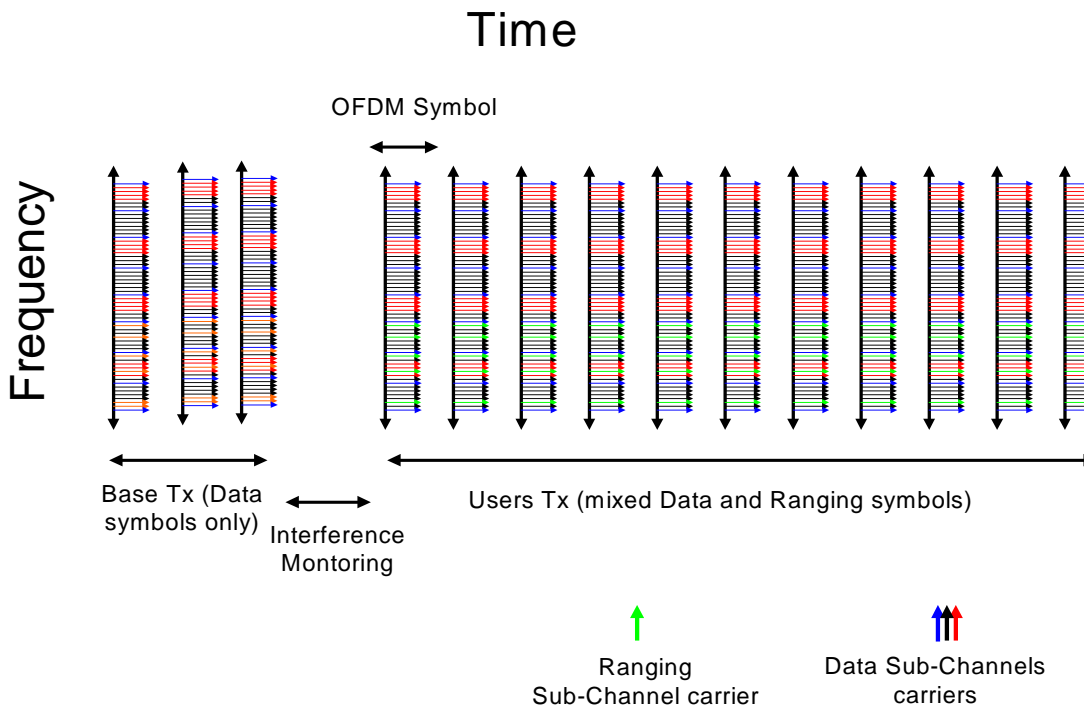 Time
OFDM Symbol
Frequency
Base Tx (Data
symbols only)
Interference
Montoring
Users Tx (mixed Data and Ranging symbols)
Ranging
Sub-Channel carrier
Data Sub-Channels
carriers